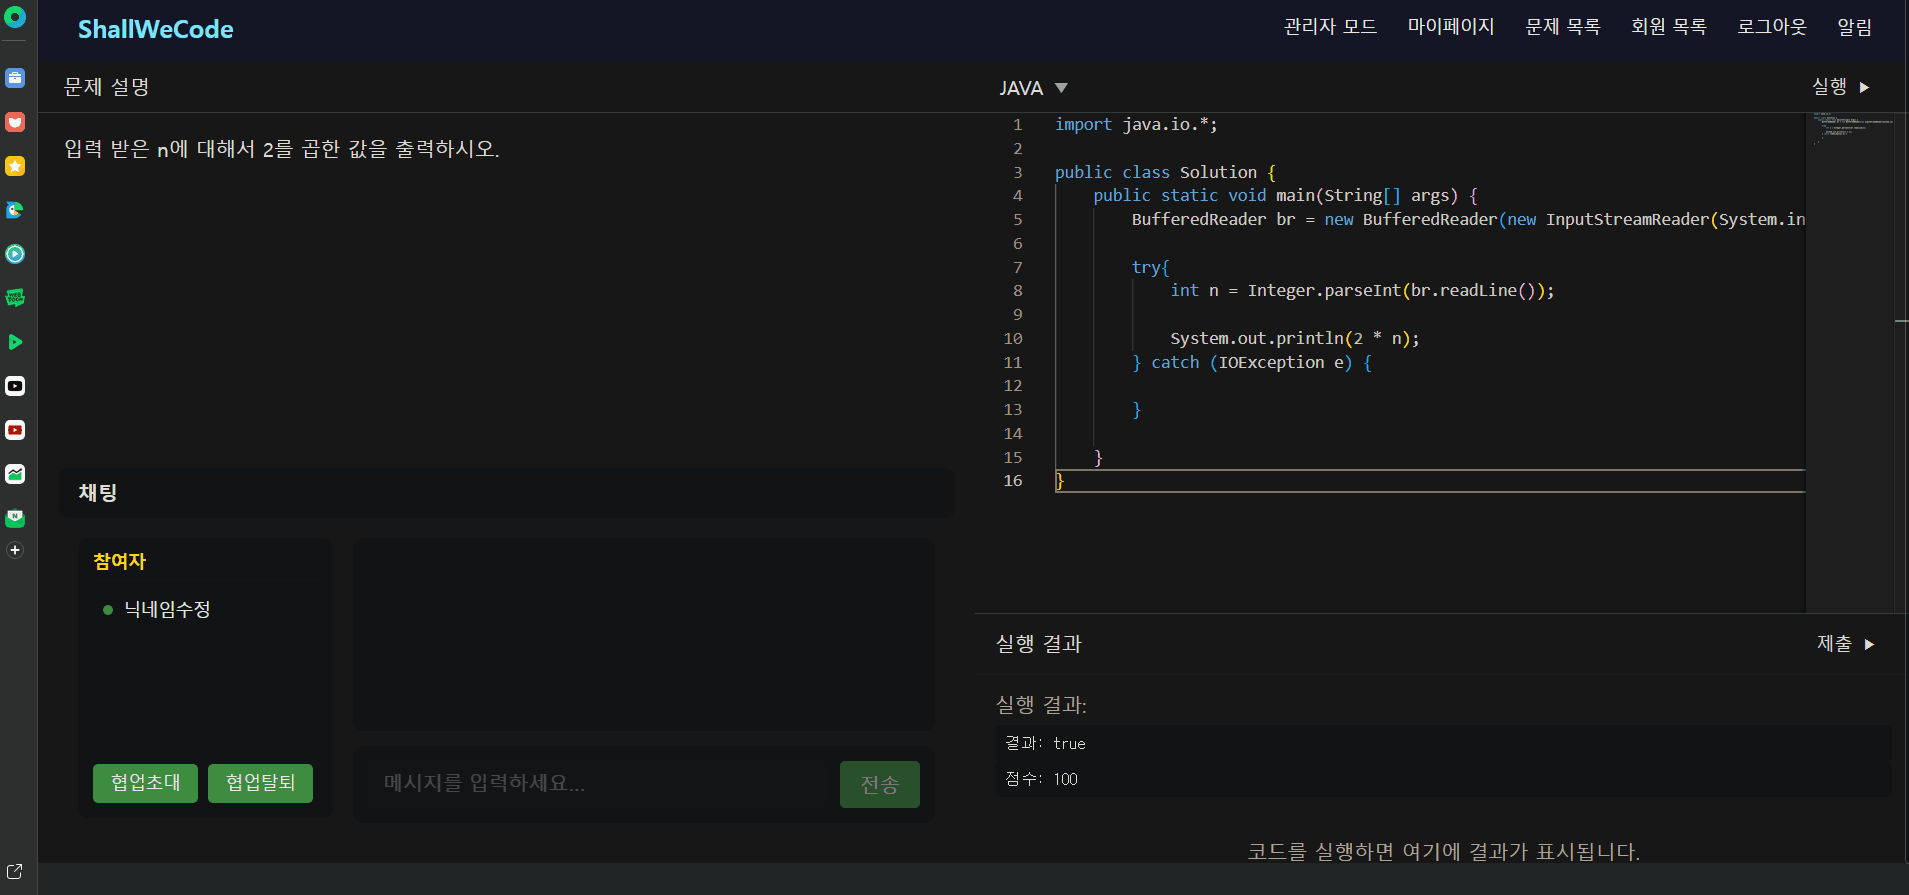 ShallWeCode
관리자 모드 마이페이지 문제 목록 회원 목록 로그아웃 알림
문제 설명
입력 받은 n에 대해서 2를 곱한 값을 출력하시오.
채팅
참여자
닉네임수정
협업초대 협업탈퇴
메시지를 입력하세요...
전송
JAVA ▼
실행 ▶
1 import java.io.*;
2
3 public class Solution {
4 public static void main(String[] args) {
5 BufferedReader br = new BufferedReader(new InputStreamReader(System.in
6
7 try{
8 int n = Integer.parseInt(br.readLine());
9
10 System.out.println(2 * n);
11 } catch (IOException e) {
12
13 }
14
15 }
16 }
실행 결과
제출 ▶
실행 결과:
결과: true
점수: 100
코드를 실행하면 여기에 결과가 표시됩니다.